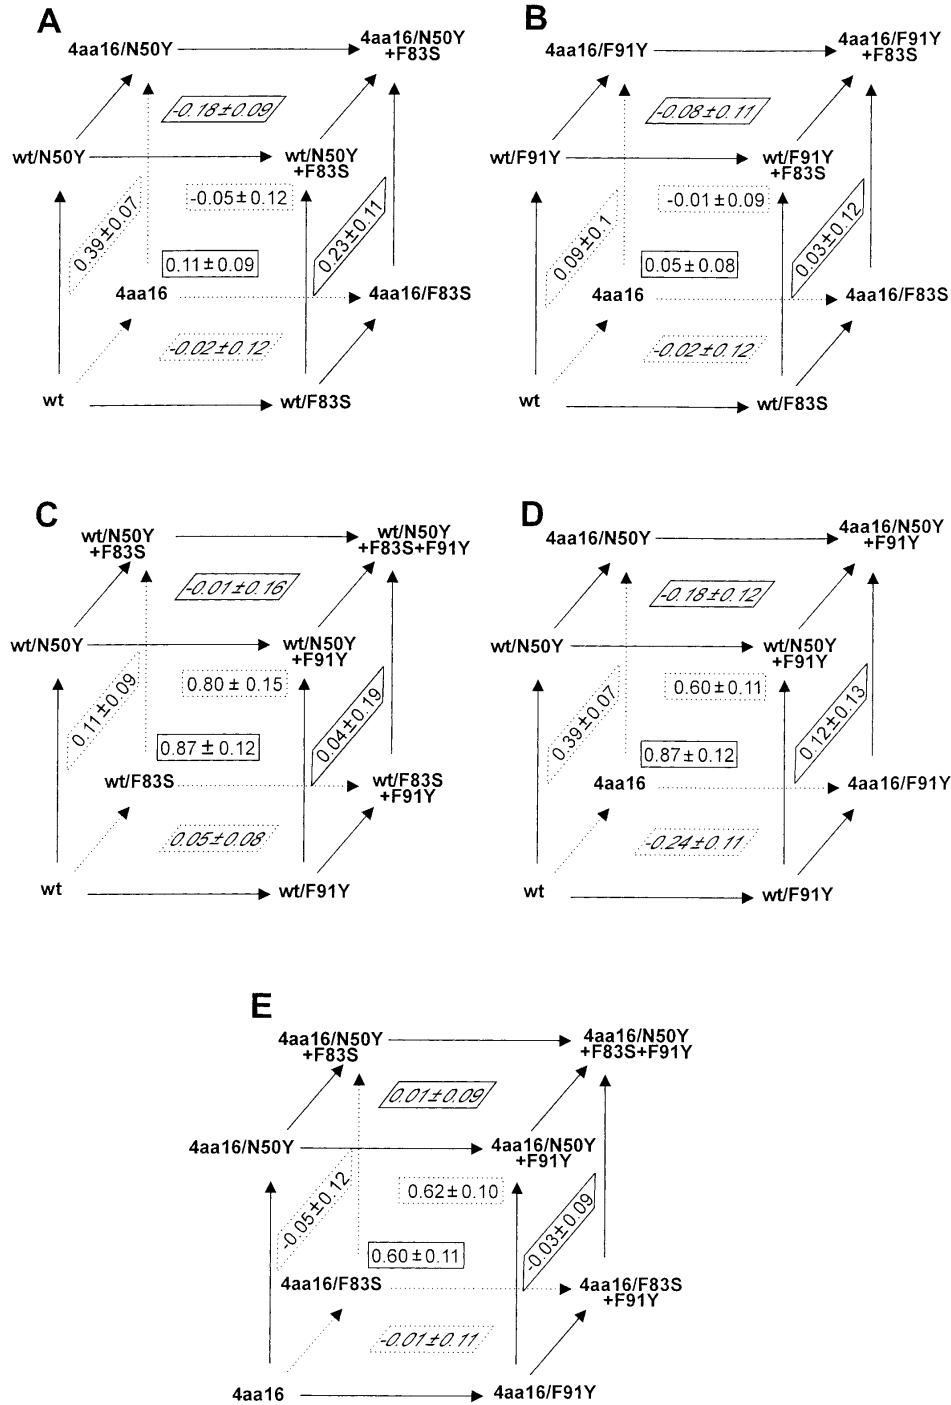 A
4aa16/N50Y
4aa16/N50Y
+F83S
-0.18±0.09
wt/N50Y
wt/N50Y
+F83S
-0.05±0.12
0.39±0.07
0.23±0.11
0.11±0.09
4aa16
4aa16/F83S
-0.02±0.12
wt
wt/F83S
B
4aa16/F91Y
4aa16/F91Y
+F83S
-0.08±0.11
wt/F91Y
wt/F91Y
+F83S
-0.01±0.09
0.09±0.1
0.03±0.12
0.05±0.08
4aa16
4aa16/F83S
-0.02±0.12
wt
wt/F83S
C
wt/N50Y
+F83S
wt/N50Y
+F83S+F91Y
-0.01±0.16
wt/N50Y
wt/N50Y
+F91Y
0.80±0.15
0.11±0.09
0.04±0.19
0.87±0.12
wt/F83S
wt/F83S
+F91Y
0.05±0.08
wt
wt/F91Y
D
4aa16/N50Y
4aa16/N50Y
+F91Y
-0.18±0.12
wt/N50Y
wt/N50Y
+F91Y
0.60±0.11
0.39±0.07
0.12±0.13
0.87±0.12
4aa16
4aa16/F91Y
-0.24±0.11
wt
wt/F91Y
E
4aa16/N50Y
+F83S
4aa16/N50Y
+F83S+F91Y
0.01±0.09
4aa16/N50Y
4aa16/N50Y
+F91Y
0.62±0.10
-0.05±0.12
-0.03±0.09
0.60±0.11
4aa16/F83S
4aa16/F83S
+F91Y
-0.01±0.11
4aa16
4aa16/F91Y